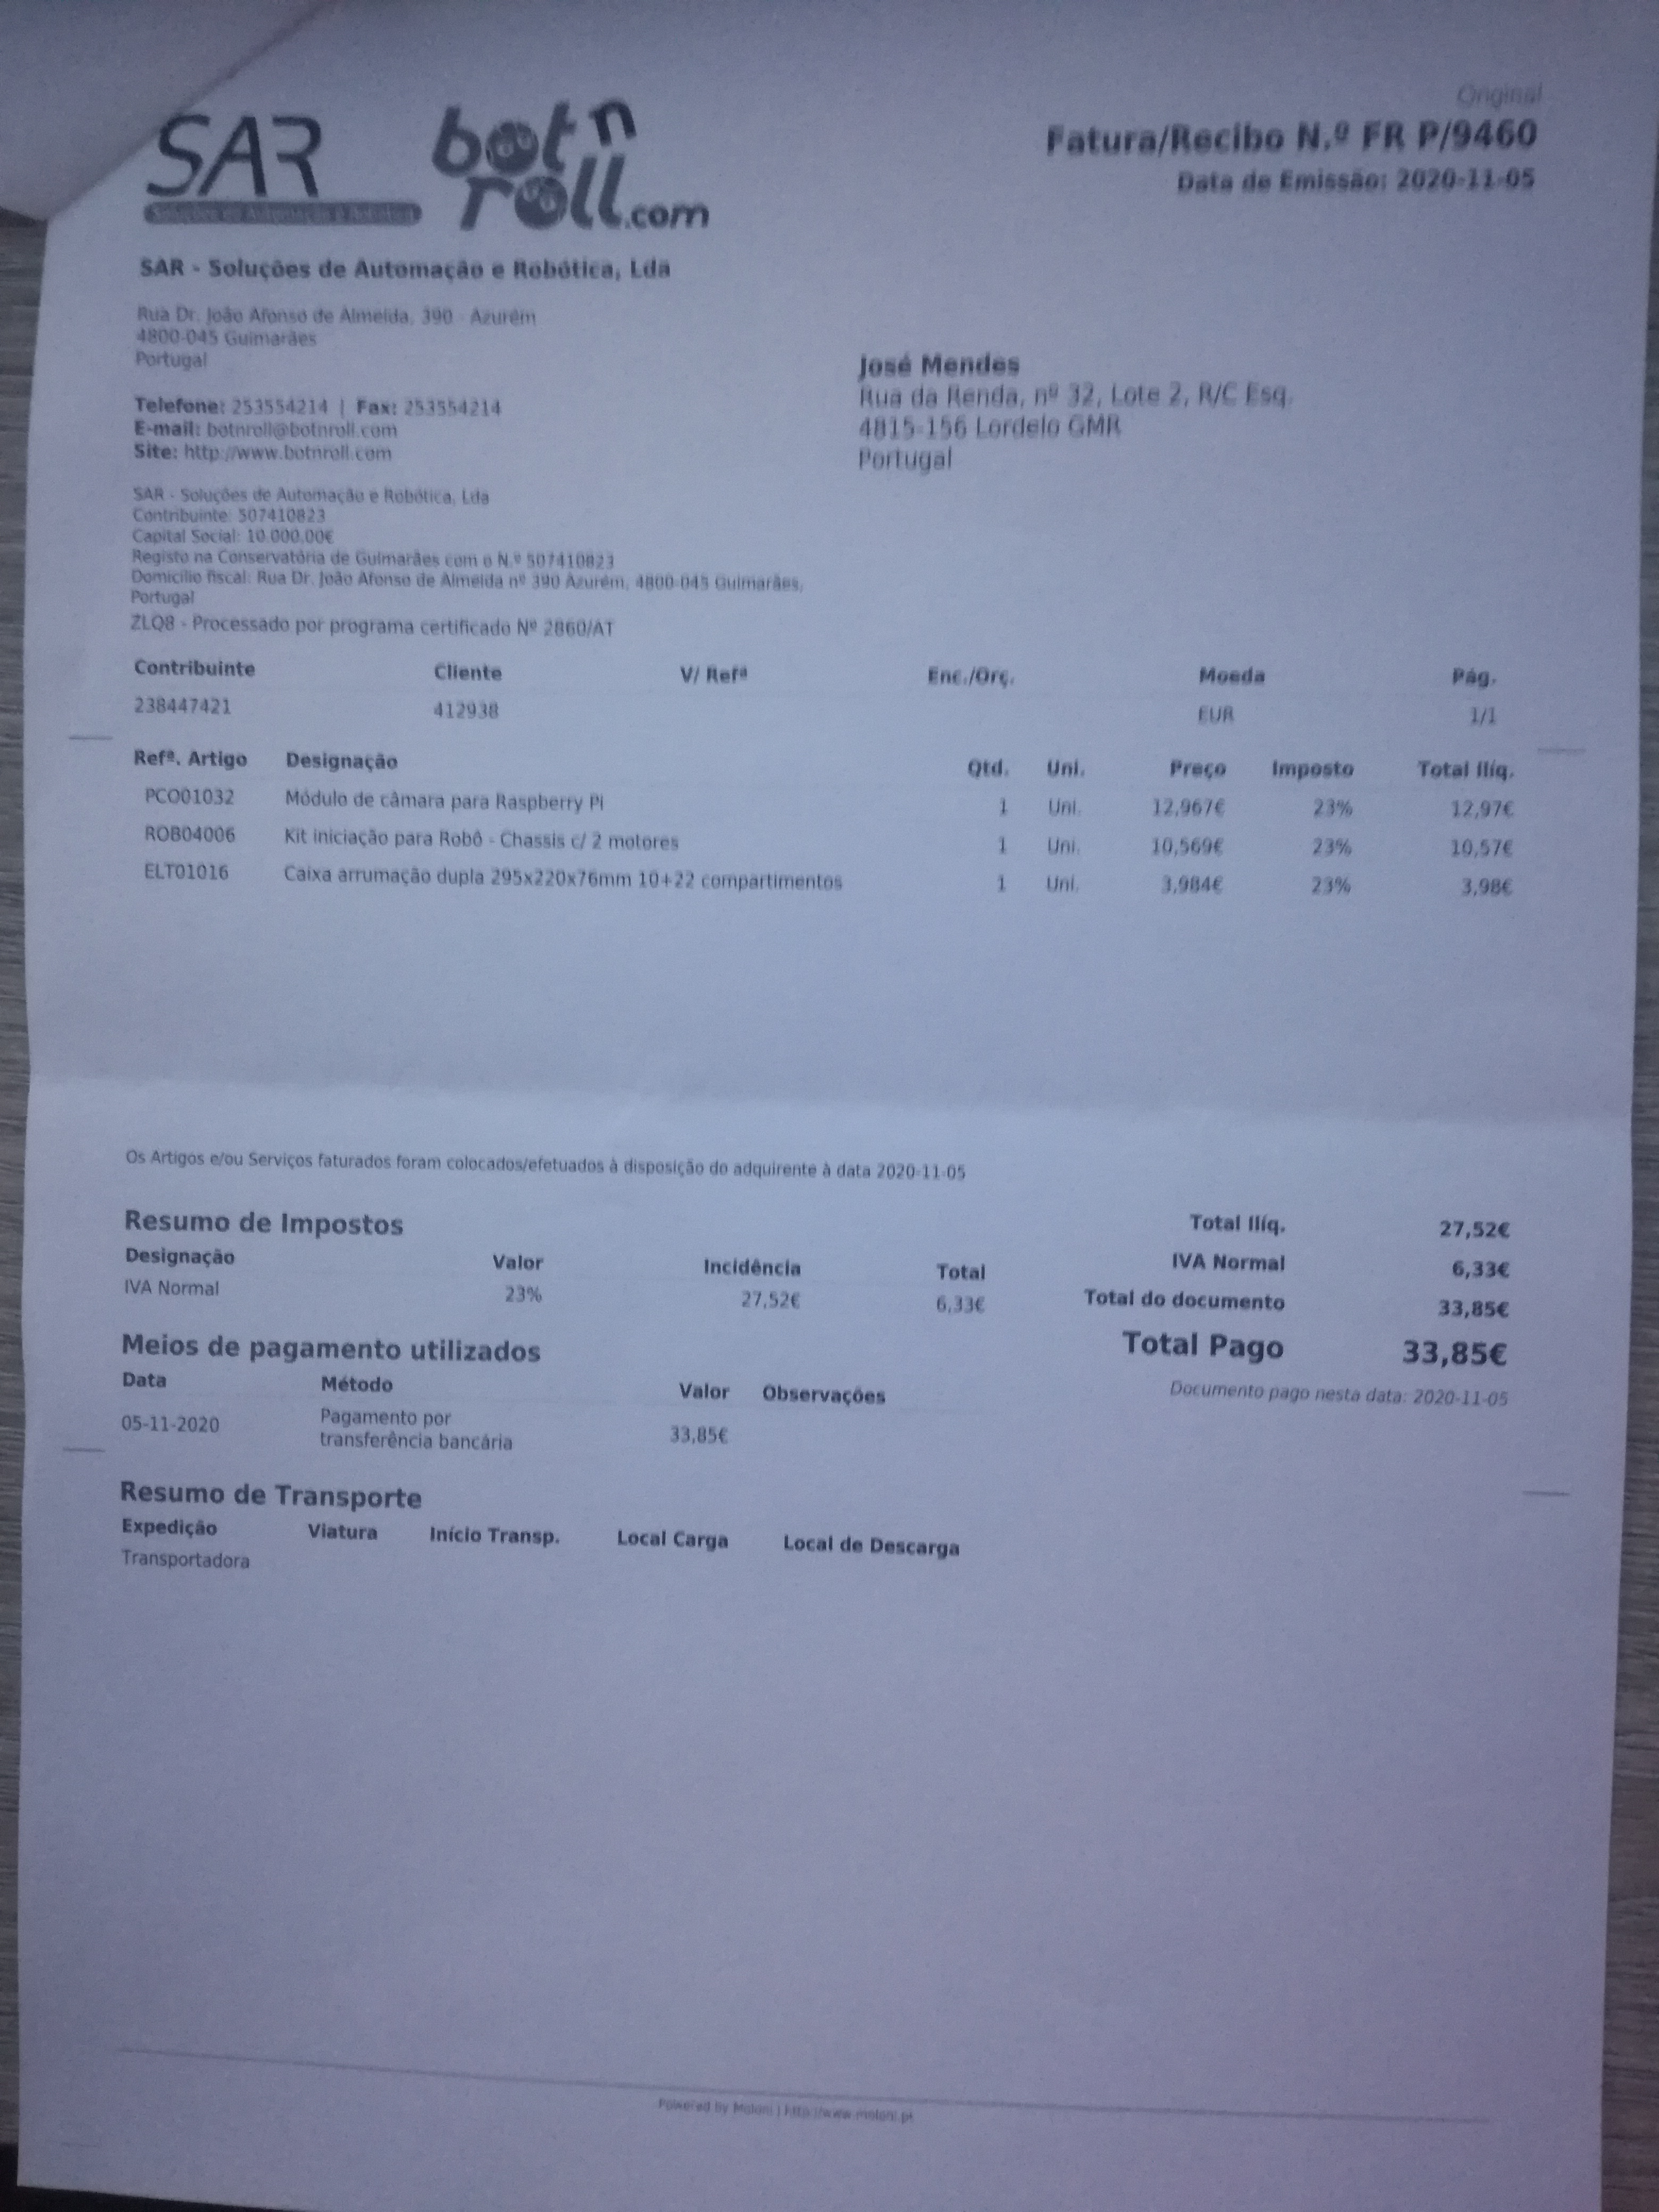 Original
Fatura/Recibo N.º FR P/9460
Data de Emissão: 2020-11-05
SAR
bot n
roll.com
SAR - Soluções de Automação e Robótica, Lda
Rua Dr. João Afonso de Almeida, 390 - Azurém
4800-045 Guimarães
Portugal
Telefone: 253554214 | Fax: 253554214
E-mail: botnroll@botnroll.com
Site: http://www.botnroll.com
José Mendes
Rua da Renda, nº 32, Lote 2, R/C Esq.
4815-156 Lordelo GMR
Portugal
SAR - Soluções de Automação e Robótica, Lda
Contribuinte: 507410823
Capital Social: 10.000,00€
Registo na Conservatória de Guimarães com o N.º 507410823
Domicílio fiscal: Rua Dr. João Afonso de Almeida nº 390 Azurém, 4800-045 Guimarães,
Portugal
ZLQ8 - Processado por programa certificado Nº 2860/AT
Contribuinte Cliente V/ Refª Enc./Orç. Moeda Pág.
238447421 412938 EUR 1/1
Refª. Artigo Designação Qtd. Uni. Preço Imposto Total Ilíq.
PCO01032 Módulo de câmara para Raspberry Pi 1 Uni. 12,967€ 23% 12,97€
ROB04006 Kit iniciação para Robô - Chassis c/ 2 motores 1 Uni. 10,569€ 23% 10,57€
ELT01016 Caixa arrumação dupla 295x220x76mm 10+22 compartimentos 1 Uni. 3,984€ 23% 3,98€
Os Artigos e/ou Serviços faturados foram colocados/efetuados à disposição do adquirente à data 2020-11-05
Resumo de Impostos
Designação Valor Incidência Total
IVA Normal 23% 27,52€ 6,33€
Total Ilíq. 27,52€
IVA Normal 6,33€
Total do documento 33,85€
Total Pago 33,85€
Documento pago nesta data: 2020-11-05
Meios de pagamento utilizados
Data Método Valor Observações
05-11-2020 Pagamento por
transferência bancária 33,85€
Resumo de Transporte
Expedição Viatura Início Transp. Local Carga Local de Descarga
Transportadora
Powered by Moloni | http://www.moloni.pt